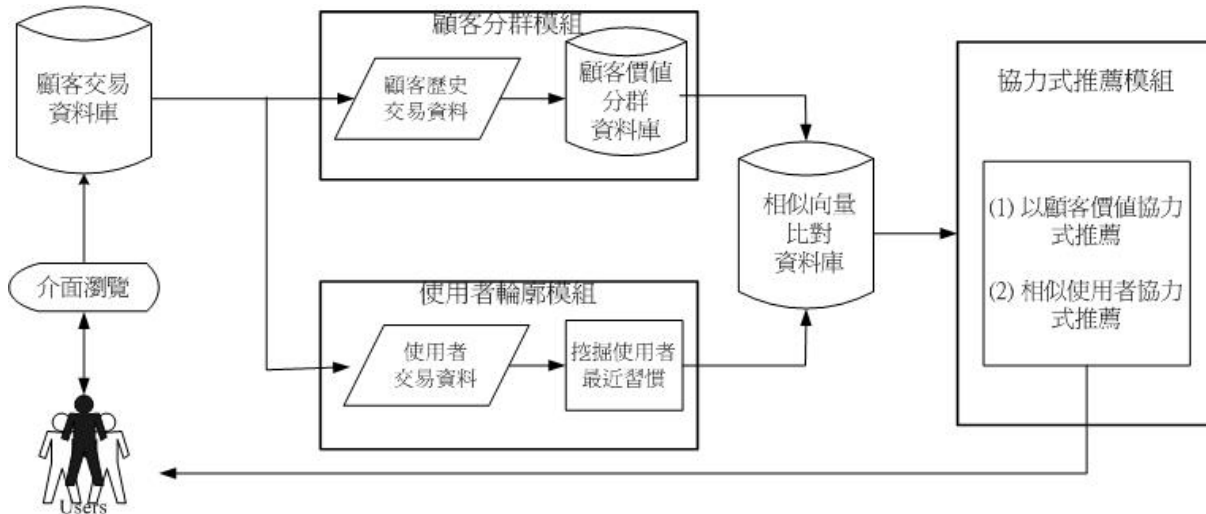 顧客交易
資料庫
介面瀏覽
Users
顧客分群模組
顧客歷史
交易資料
顧客價值
分群
資料庫
使用者輪廓模組
使用者
交易資料
挖掘使用者
最近習慣
相似向量
比對
資料庫
協力式推薦模組
(1) 以顧客價值協力
式推薦
(2) 相似使用者協力
式推薦